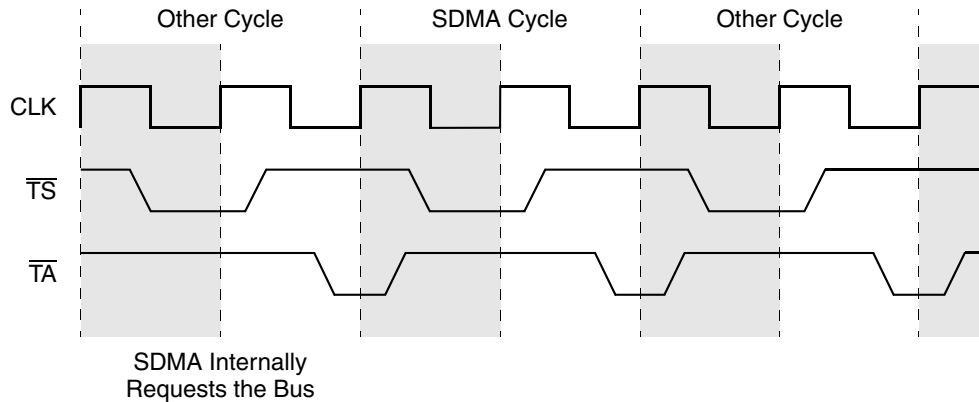 Other Cycle SDMA Cycle Other Cycle
CLK
TS
TA
SDMA Internally
Requests the Bus